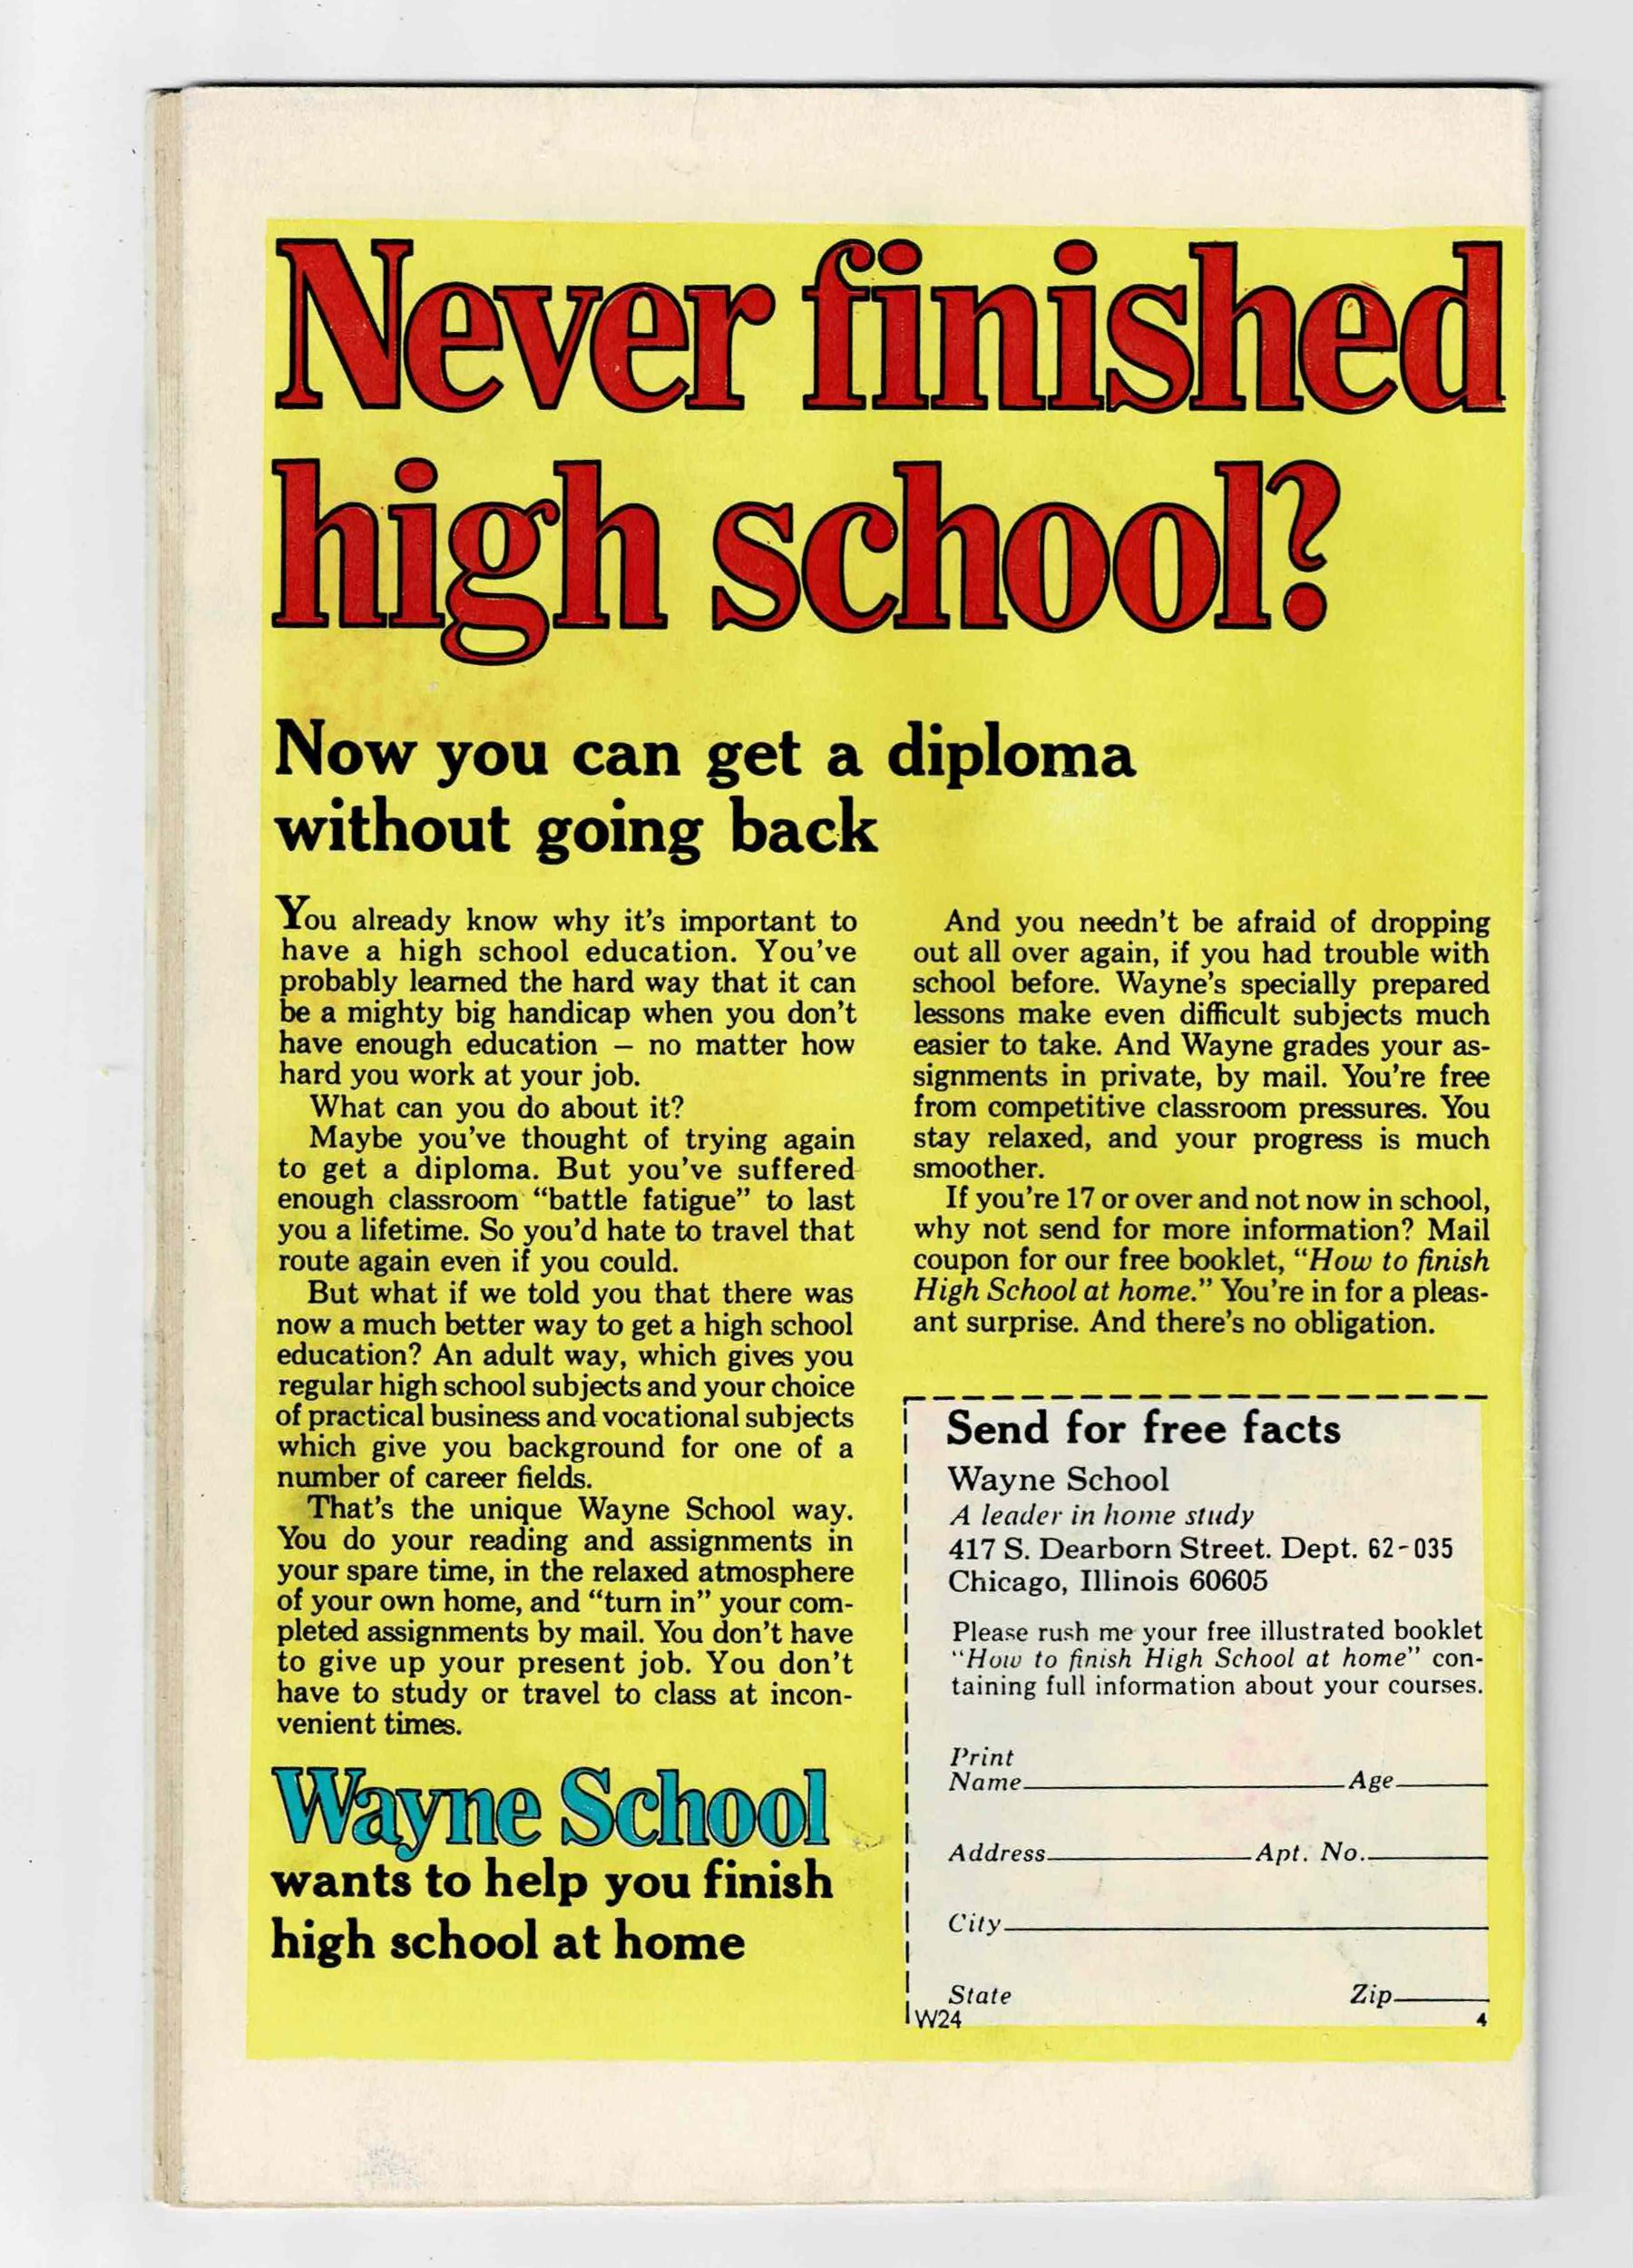 Never finished
high school?
Now you can get a diploma
without going back
You already know why it's important to
have a high school education. You've
probably learned the hard way that it can
be a mighty big handicap when you don't
have enough education – no matter how
hard you work at your job.
What can you do about it?
Maybe you've thought of trying again
to get a diploma. But you've suffered
enough classroom “battle fatigue” to last
you a lifetime. So you'd hate to travel that
route again even if you could.
But what if we told you that there was
now a much better way to get a high school
education? An adult way, which gives you
regular high school subjects and your choice
of practical business and vocational subjects
which give you background for one of a
number of career fields.
That's the unique Wayne School way.
You do your reading and assignments in
your spare time, in the relaxed atmosphere
of your own home, and “turn in” your com-
pleted assignments by mail. You don't have
to give up your present job. You don't
have to study or travel to class at incon-
venient times.
Wayne School
wants to help you finish
high school at home
And you needn't be afraid of dropping
out all over again, if you had trouble with
school before. Wayne's specially prepared
lessons make even difficult subjects much
easier to take. And Wayne grades your as-
signments in private, by mail. You're free
from competitive classroom pressures. You
stay relaxed, and your progress is much
smoother.
If you're 17 or over and not now in school,
why not send for more information? Mail
coupon for our free booklet, “How to finish
High School at home.” You're in for a pleas-
ant surprise. And there's no obligation.
Send for free facts
Wayne School
A leader in home study
417 S. Dearborn Street. Dept. 62-035
Chicago, Illinois 60605
Please rush me your free illustrated booklet
“How to finish High School at home” con-
taining full information about your courses.
Print
Name Age
Address Apt. No.
City
State Zip
W24 4